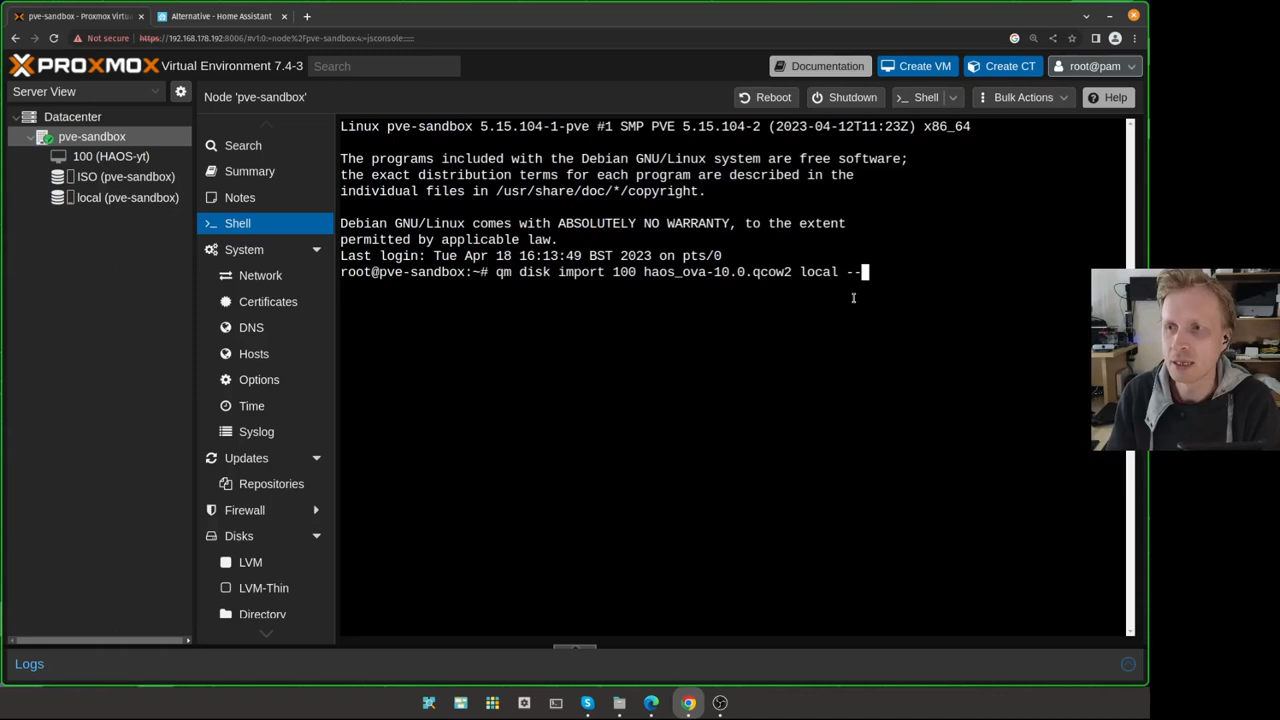 pve-sandbox - Proxmox Virtu
Alternative - Home Assistant
Not secure
https://192.168.178.192:8006/#v1:0:=node%2Fpve-sandbox:4:=jsconsole::::
PROXMOX Virtual Environment 7.4-3
Search
Documentation
Create VM
Create CT
root@pam
Server View
Node 'pve-sandbox'
Reboot
Shutdown
>_ Shell
Bulk Actions
Help
Datacenter
pve-sandbox
100 (HAOS-yt)
ISO (pve-sandbox)
local (pve-sandbox)
Search
Summary
Notes
>_ Shell
System
Network
Certificates
DNS
Hosts
Options
Time
Syslog
Updates
Repositories
Firewall
Disks
LVM
LVM-Thin
Directory
Linux pve-sandbox 5.15.104-1-pve #1 SMP PVE 5.15.104-2 (2023-04-12T11:23Z) x86_64
The programs included with the Debian GNU/Linux system are free software;
the exact distribution terms for each program are described in the
individual files in /usr/share/doc/*/copyright.
Debian GNU/Linux comes with ABSOLUTELY NO WARRANTY, to the extent
permitted by applicable law.
Last login: Tue Apr 18 16:13:49 BST 2023 on pts/0
root@pve-sandbox:~# qm disk import 100 haos_ova-10.0.qcow2 local --
Logs